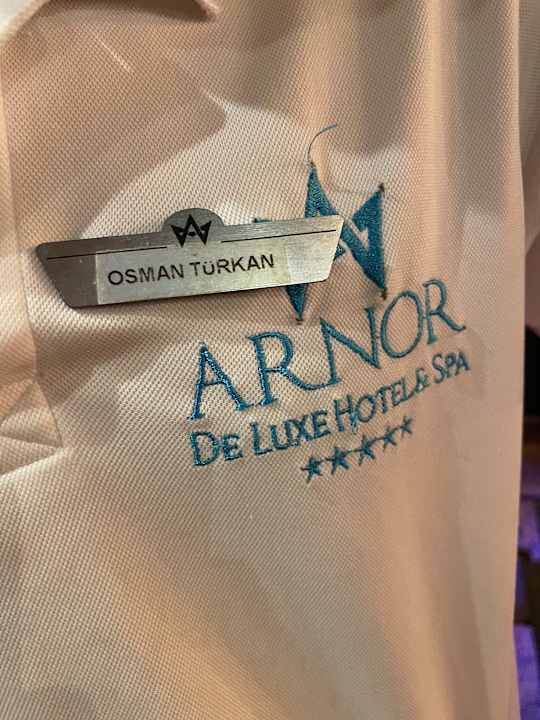 OSMAN TÜRKAN
ARNOR
DE LUXE HOTEL & SPA